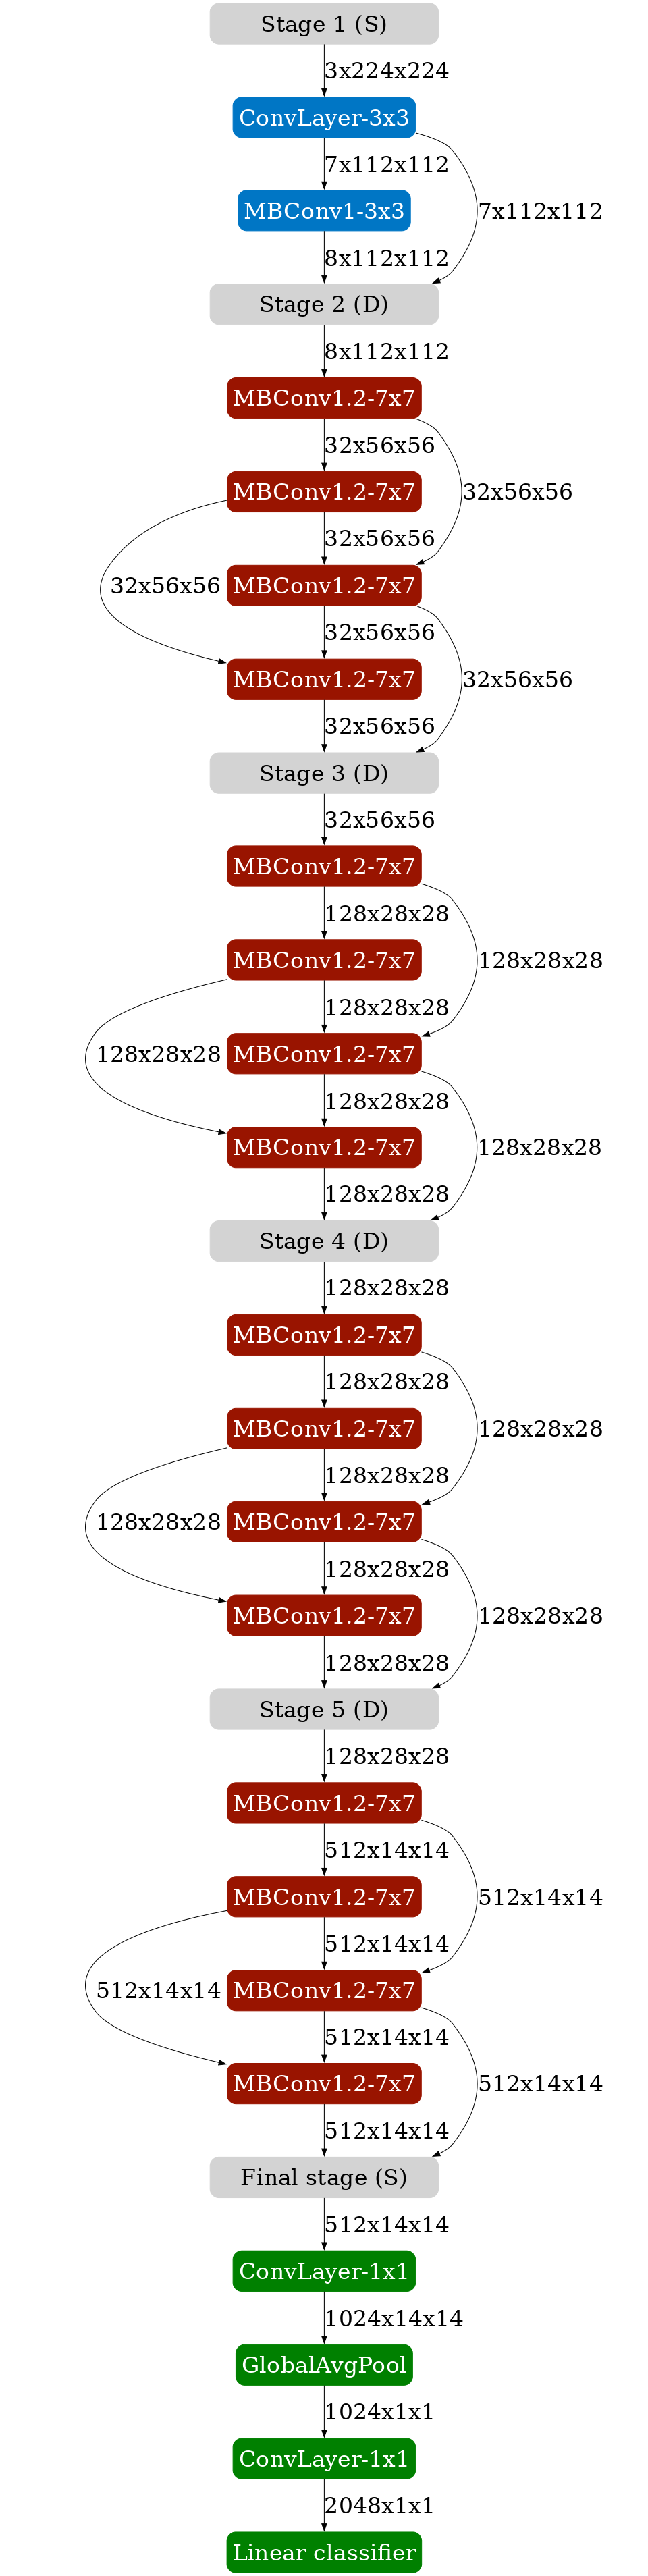 Stage 1 (S)
3x224x224
ConvLayer-3x3
7x112x112
MBConv1-3x3
7x112x112
8x112x112
Stage 2 (D)
8x112x112
MBConv1.2-7x7
32x56x56
MBConv1.2-7x7
32x56x56
32x56x56
MBConv1.2-7x7
32x56x56
32x56x56
MBConv1.2-7x7
32x56x56
32x56x56
Stage 3 (D)
32x56x56
MBConv1.2-7x7
128x28x28
MBConv1.2-7x7
128x28x28
128x28x28
128x28x28
MBConv1.2-7x7
128x28x28
MBConv1.2-7x7
128x28x28
128x28x28
Stage 4 (D)
128x28x28
MBConv1.2-7x7
128x28x28
MBConv1.2-7x7
128x28x28
128x28x28
128x28x28
MBConv1.2-7x7
128x28x28
MBConv1.2-7x7
128x28x28
128x28x28
Stage 5 (D)
128x28x28
MBConv1.2-7x7
512x14x14
MBConv1.2-7x7
512x14x14
512x14x14
512x14x14
MBConv1.2-7x7
512x14x14
MBConv1.2-7x7
512x14x14
512x14x14
Final stage (S)
512x14x14
ConvLayer-1x1
1024x14x14
GlobalAvgPool
1024x1x1
ConvLayer-1x1
2048x1x1
Linear classifier